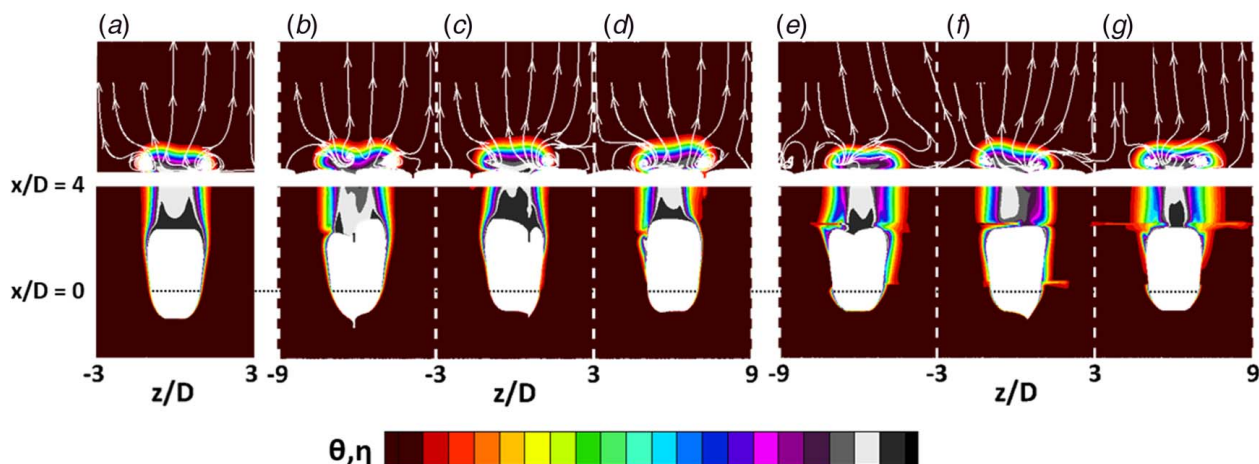 (a) (b) (c) (d) (e) (f) (g)
x/D = 4
x/D = 0
-3 3 -9 -3 3 9 -9 -3 3 9
z/D z/D z/D z/D z/D z/D z/D
θ,η